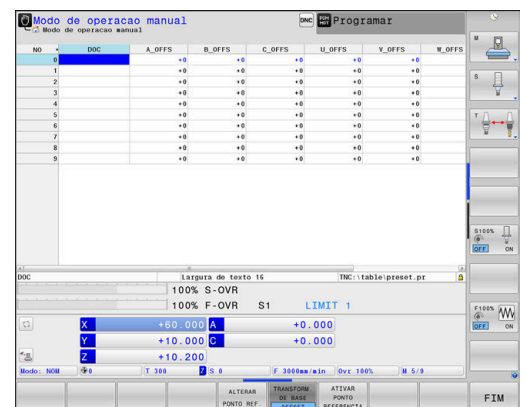 Modo de operacao manual
DNC
Programar
Modo de operacao manual
NO DOC A_OFFS B_OFFS C_OFFS U_OFFS V_OFFS W_OFFS
0 +0 +0 +0 +0 +0
1 +0 +0 +0 +0 +0
2 +0 +0 +0 +0 +0
3 +0 +0 +0 +0 +0
4 +0 +0 +0 +0 +0
5 +0 +0 +0 +0 +0
6 +0 +0 +0 +0 +0
7 +0 +0 +0 +0 +0
8 +0 +0 +0 +0 +0
9 +0 +0 +0 +0 +0
M
S
T
S100%
OFF ON
DOC Largura de texto 16 TNC:\table\preset.pr
100% S-OVR
100% F-OVR S1 LIMIT 1
F100%
OFF ON
X +60.000 A +0.000
Y +10.000 C +0.000
Z +10.200
Modo: NOM 0 T 300 Z S 0 F 3000mm/min Ovr 100% M 5/9
ALTERAR PONTO REF.
TRANSFORM. DE BASE OFFSET
ATIVAR PONTO REFERENCIA
FIM